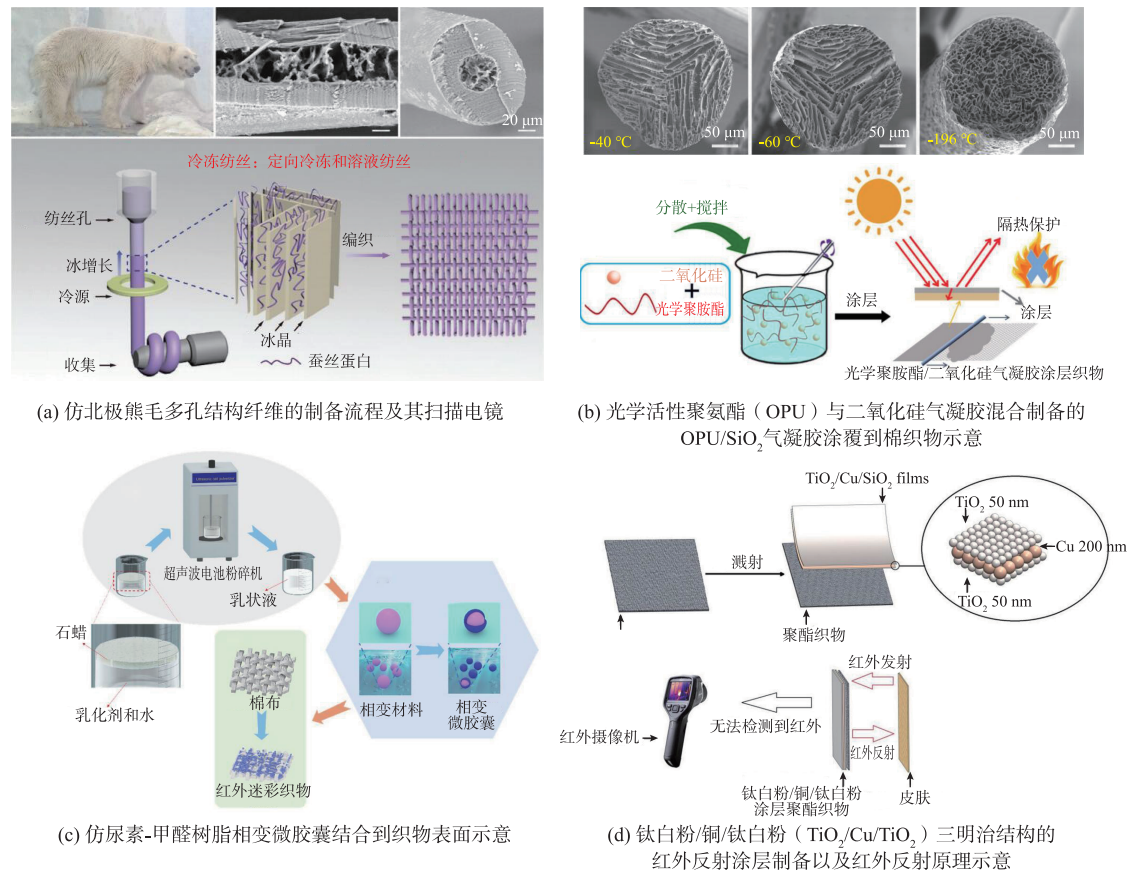 20 μm
冷冻纺丝：定向冷冻和溶液纺丝
纺丝孔
冰增长
冷源
收集
编织
冰晶
蚕丝蛋白
(a) 仿北极熊毛多孔结构纤维的制备流程及其扫描电镜
-40 ℃
50 μm
-60 ℃
50 μm
-196 ℃
50 μm
分散+搅拌
二氧化硅
+
光学聚胺酯
涂层
隔热保护
涂层
光学聚胺酯/二氧化硅气凝胶涂层织物
(b) 光学活性聚氨酯（OPU）与二氧化硅气凝胶混合制备的
OPU/SiO₂气凝胶涂覆到棉织物示意
超声波电池粉碎机
乳状液
石蜡
乳化剂和水
棉布
红外迷彩织物
相变材料
相变
微胶囊
(c) 仿尿素-甲醛树脂相变微胶囊结合到织物表面示意
TiO₂/Cu/SiO₂ films
溅射
聚酯织物
TiO₂ 50 nm
Cu 200 nm
TiO₂ 50 nm
红外摄像机
无法检测到红外
红外发射
红外反射
钛白粉/铜/钛白粉
涂层聚酯织物
皮肤
(d) 钛白粉/铜/钛白粉（TiO₂/Cu/TiO₂）三明治结构的
红外反射涂层制备以及红外反射原理示意